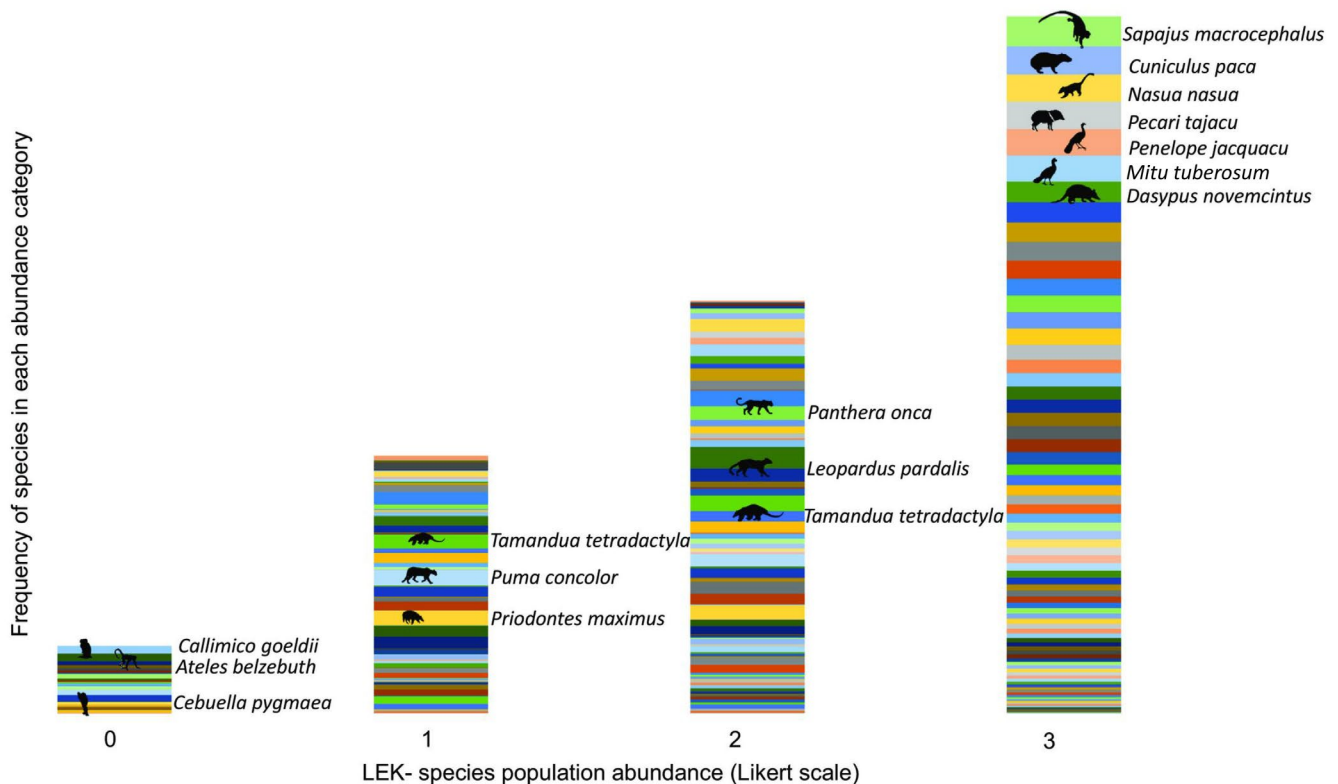 Frequency of species in each abundance category
Sapajus macrocephalus
Cuniculus paca
Nasua nasua
Pecari tajacu
Penelope jacquacu
Mitu tuberosum
Dasypus novemcintus
Panthera onca
Leopardus pardalis
Tamandua tetradactyla
Tamandua tetradactyla
Puma concolor
Priodontes maximus
Callimico goeldii
Ateles belzebuth
Cebuella pygmaea
0 1 2 3
LEK- species population abundance (Likert scale)